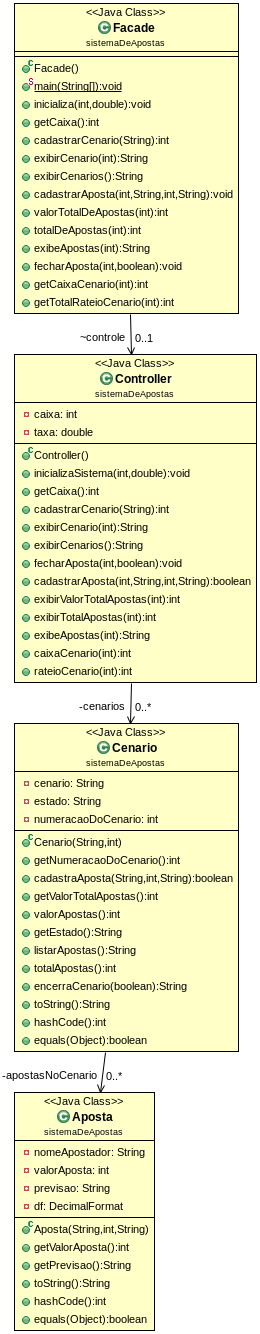 <<Java Class>>
C Facade
sistemaDeApostas
c Facade()
s main(String[]):void
inicializa(int,double):void
getCaixa():int
cadastrarCenario(String):int
exibirCenario(int):String
exibirCenarios():String
cadastrarAposta(int,String,int,String):void
valorTotalDeApostas(int):int
totalDeApostas(int):int
exibeApostas(int):String
fecharAposta(int,boolean):void
getCaixaCenario(int):int
getTotalRateioCenario(int):int
~controle 0..1
<<Java Class>>
C Controller
sistemaDeApostas
caixa: int
taxa: double
c Controller()
inicializaSistema(int,double):void
getCaixa():int
cadastrarCenario(String):int
exibirCenario(int):String
exibirCenarios():String
fecharAposta(int,boolean):void
cadastrarAposta(int,String,int,String):boolean
exibirValorTotalApostas(int):int
exibirTotalApostas(int):int
exibeApostas(int):String
caixaCenario(int):int
rateioCenario(int):int
-cenarios 0..*
<<Java Class>>
C Cenario
sistemaDeApostas
cenario: String
estado: String
numeracaoDoCenario: int
c Cenario(String,int)
getNumeracaoDoCenario():int
cadastraAposta(String,int,String):boolean
getValorTotalApostas():int
valorApostas():int
getEstado():String
listarApostas():String
totalApostas():int
encerraCenario(boolean):String
toString():String
hashCode():int
equals(Object):boolean
-apostasNoCenario 0..*
<<Java Class>>
C Aposta
sistemaDeApostas
nomeApostador: String
valorAposta: int
previsao: String
df: DecimalFormat
c Aposta(String,int,String)
getValorAposta():int
getPrevisao():String
toString():String
hashCode():int
equals(Object):boolean